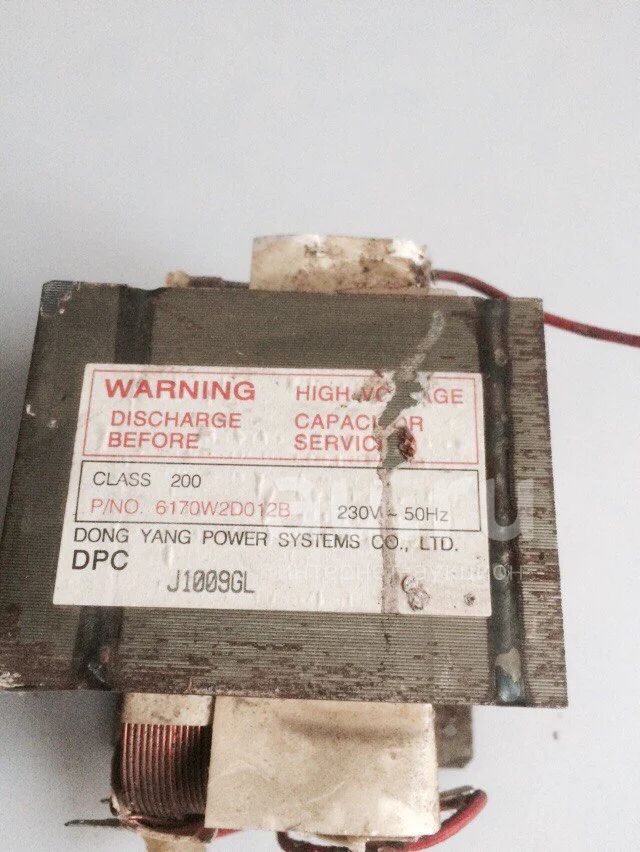 WARNING HIGH VOLTAGE
DISCHARGE CAPACITOR
BEFORE SERVICING
CLASS 200
P/NO. 6170W2D012B 230V ~ 50Hz
DONG YANG POWER SYSTEMS CO., LTD.
DPC
J1009GL